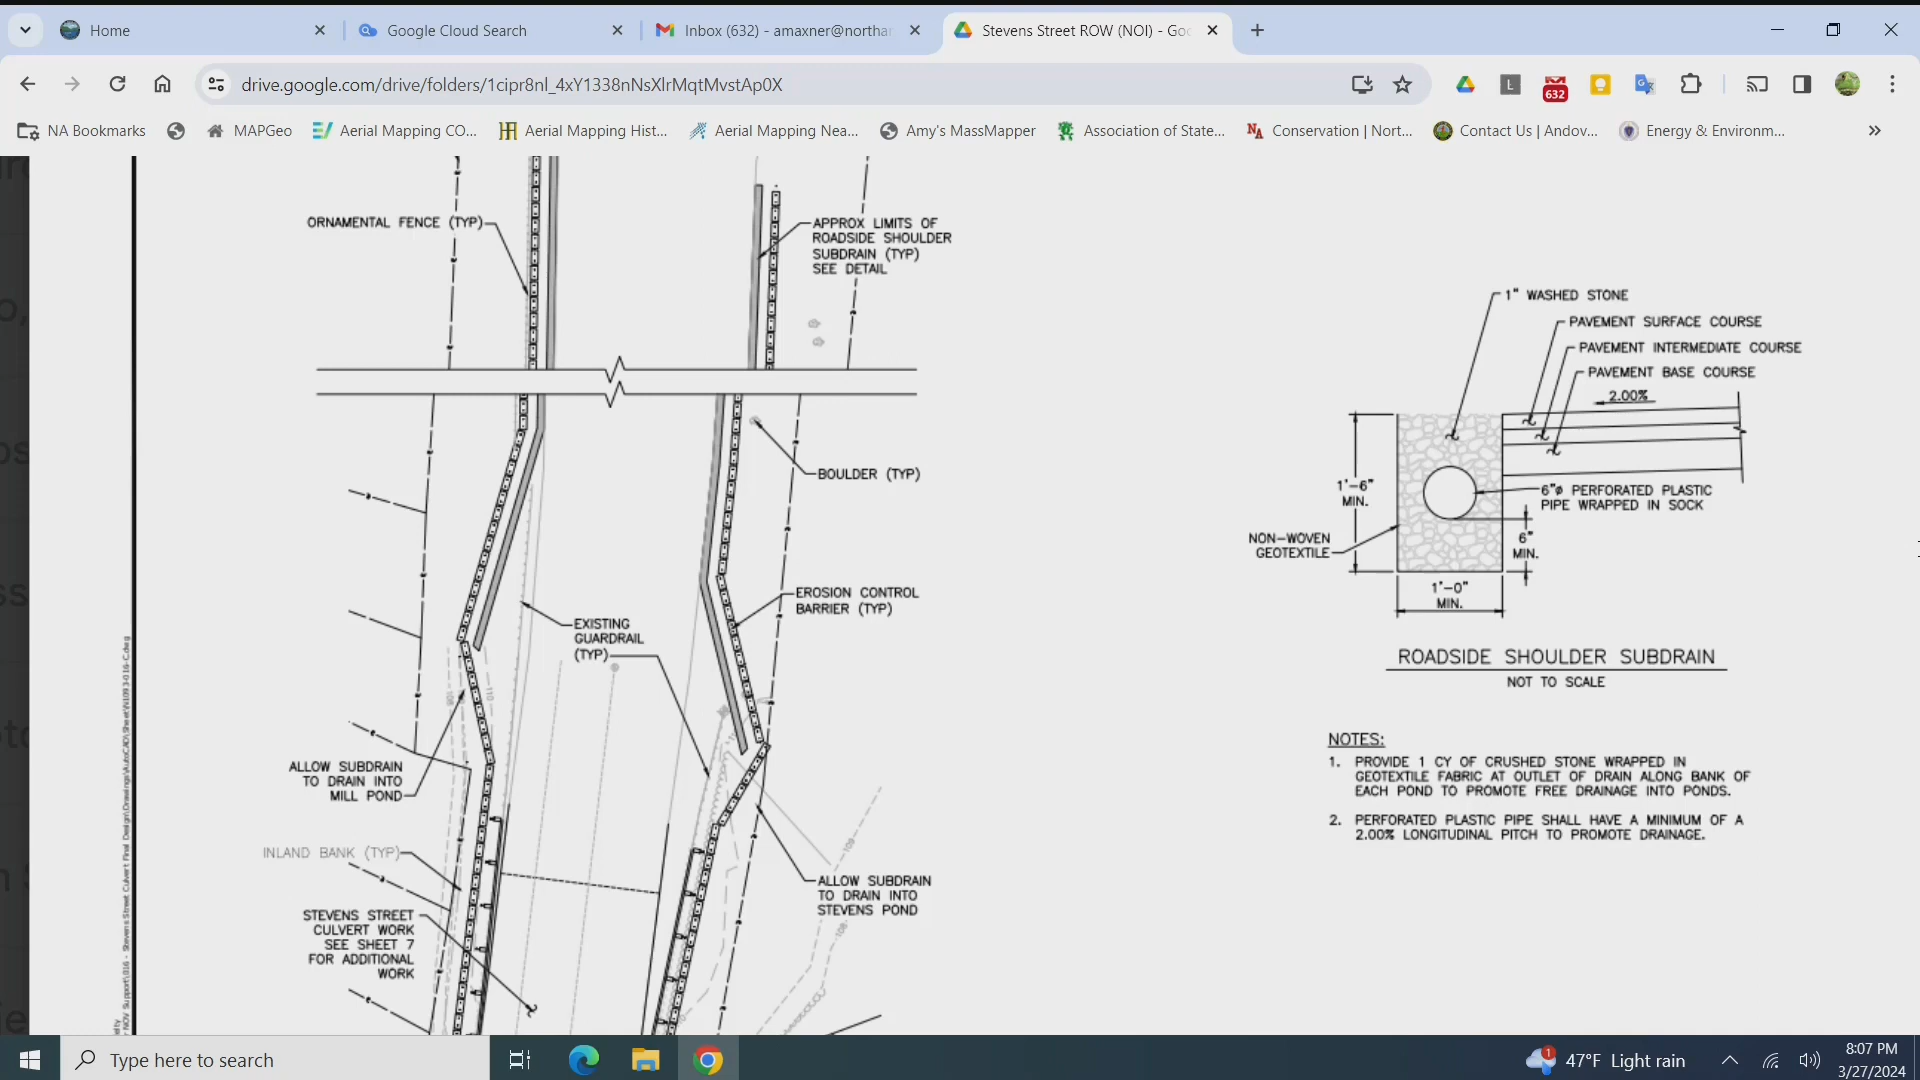 Home
Google Cloud Search
Inbox (632) - amaxner@northan
Stevens Street ROW (NOI) - Goo
drive.google.com/drive/folders/1cipr8nl_4xY1338nNsXlrMqtMvstAp0X
L
632
NA Bookmarks
MAPGeo
Aerial Mapping CO...
Aerial Mapping Hist...
Aerial Mapping Nea...
Amy's MassMapper
Association of State...
Conservation | Nort...
Contact Us | Andov...
Energy & Environm...
ORNAMENTAL FENCE (TYP)
APPROX LIMITS OF
ROADSIDE SHOULDER
SUBDRAIN (TYP)
SEE DETAIL
BOULDER (TYP)
EROSION CONTROL
BARRIER (TYP)
EXISTING
GUARDRAIL
(TYP)
108
110
ALLOW SUBDRAIN
TO DRAIN INTO
MILL POND
INLAND BANK (TYP)
STEVENS STREET
CULVERT WORK
SEE SHEET 7
FOR ADDITIONAL
WORK
ALLOW SUBDRAIN
TO DRAIN INTO
STEVENS POND
109
108
1" WASHED STONE
PAVEMENT SURFACE COURSE
PAVEMENT INTERMEDIATE COURSE
PAVEMENT BASE COURSE
2.00%
1'-6"
MIN.
6"ø PERFORATED PLASTIC
PIPE WRAPPED IN SOCK
NON-WOVEN
GEOTEXTILE
6"
MIN.
1'-0"
MIN.
ROADSIDE SHOULDER SUBDRAIN
NOT TO SCALE
NOTES:
1. PROVIDE 1 CY OF CRUSHED STONE WRAPPED IN
GEOTEXTILE FABRIC AT OUTLET OF DRAIN ALONG BANK OF
EACH POND TO PROMOTE FREE DRAINAGE INTO PONDS.
2. PERFORATED PLASTIC PIPE SHALL HAVE A MINIMUM OF A
2.00% LONGITUDINAL PITCH TO PROMOTE DRAINAGE.
Type here to search
1
47°F Light rain
8:07 PM
3/27/2024